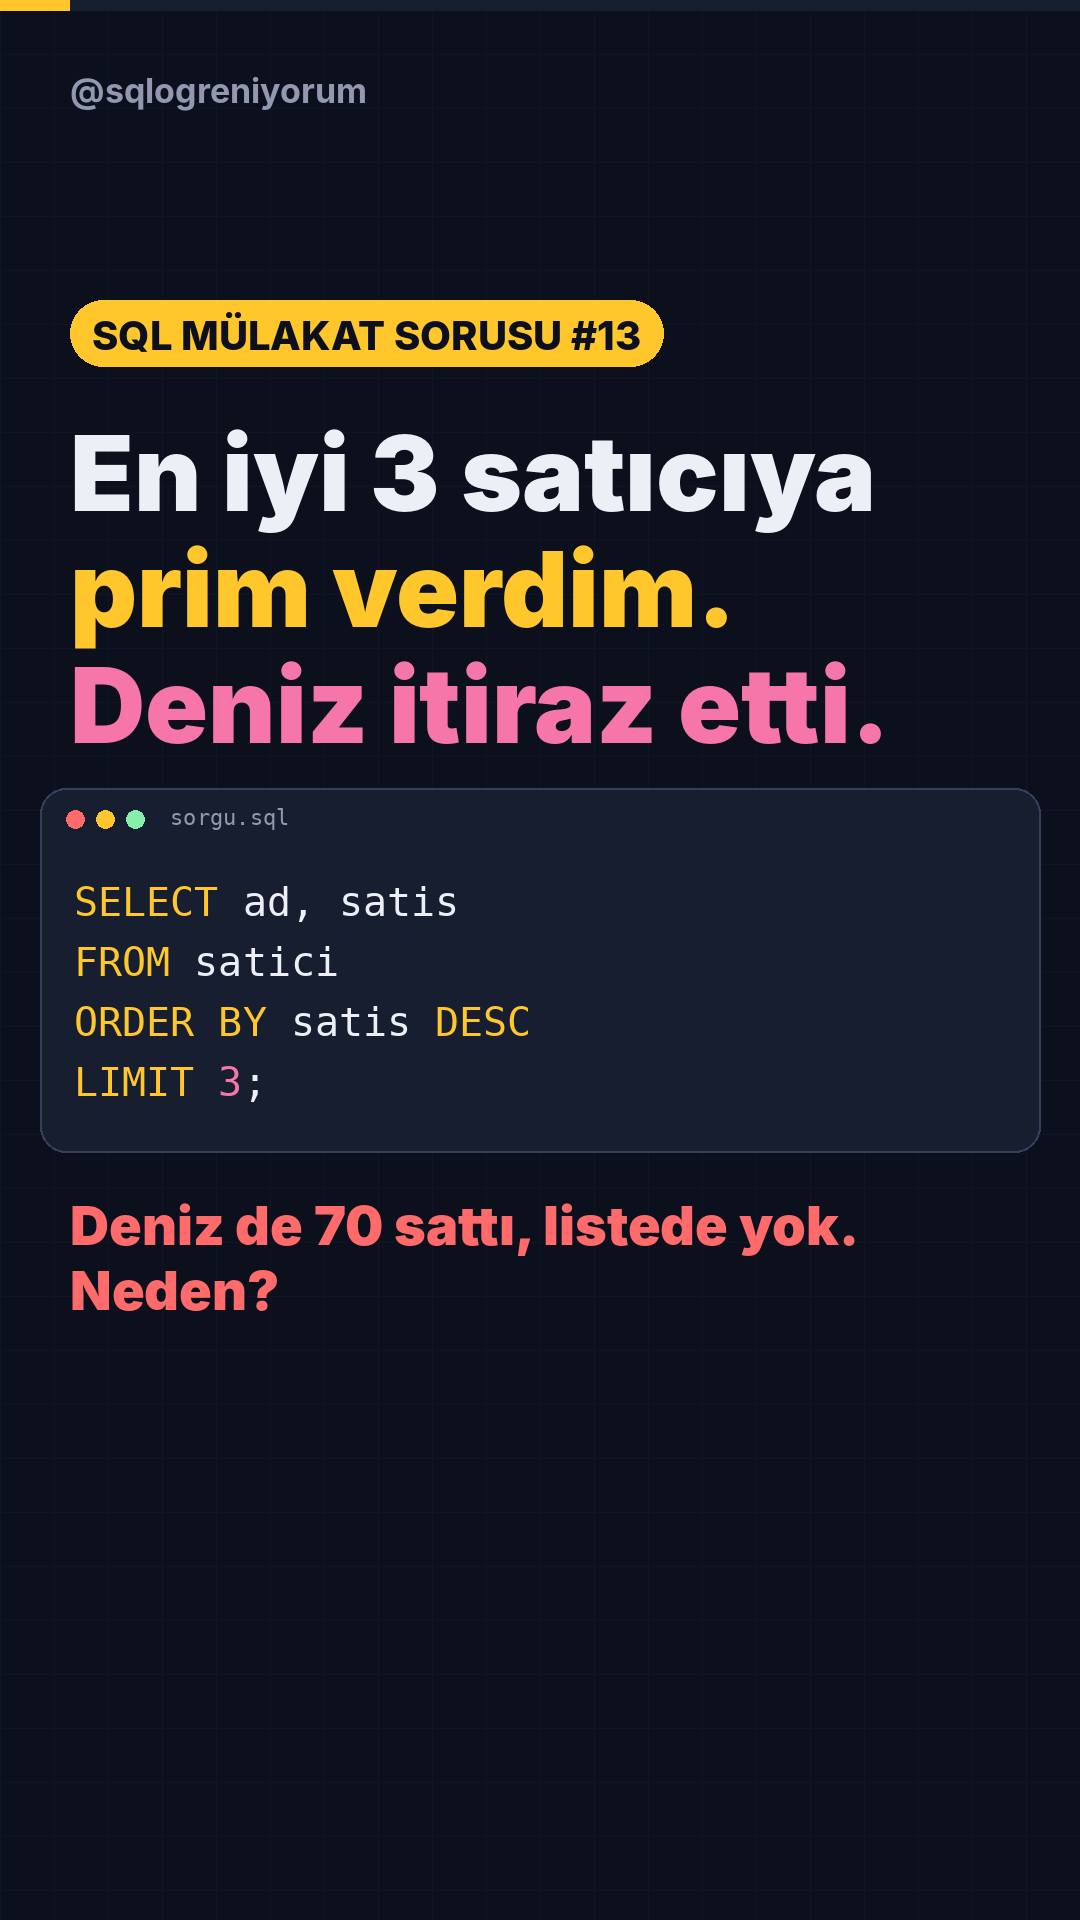 @sqlogreniyorum
SQL MÜLAKAT SORUSU #13
En iyi 3 satıcıya
prim verdim.
Deniz itiraz etti.
sorgu.sql
SELECT ad, satis
FROM satici
ORDER BY satis DESC
LIMIT 3;
Deniz de 70 sattı, listede yok.
Neden?